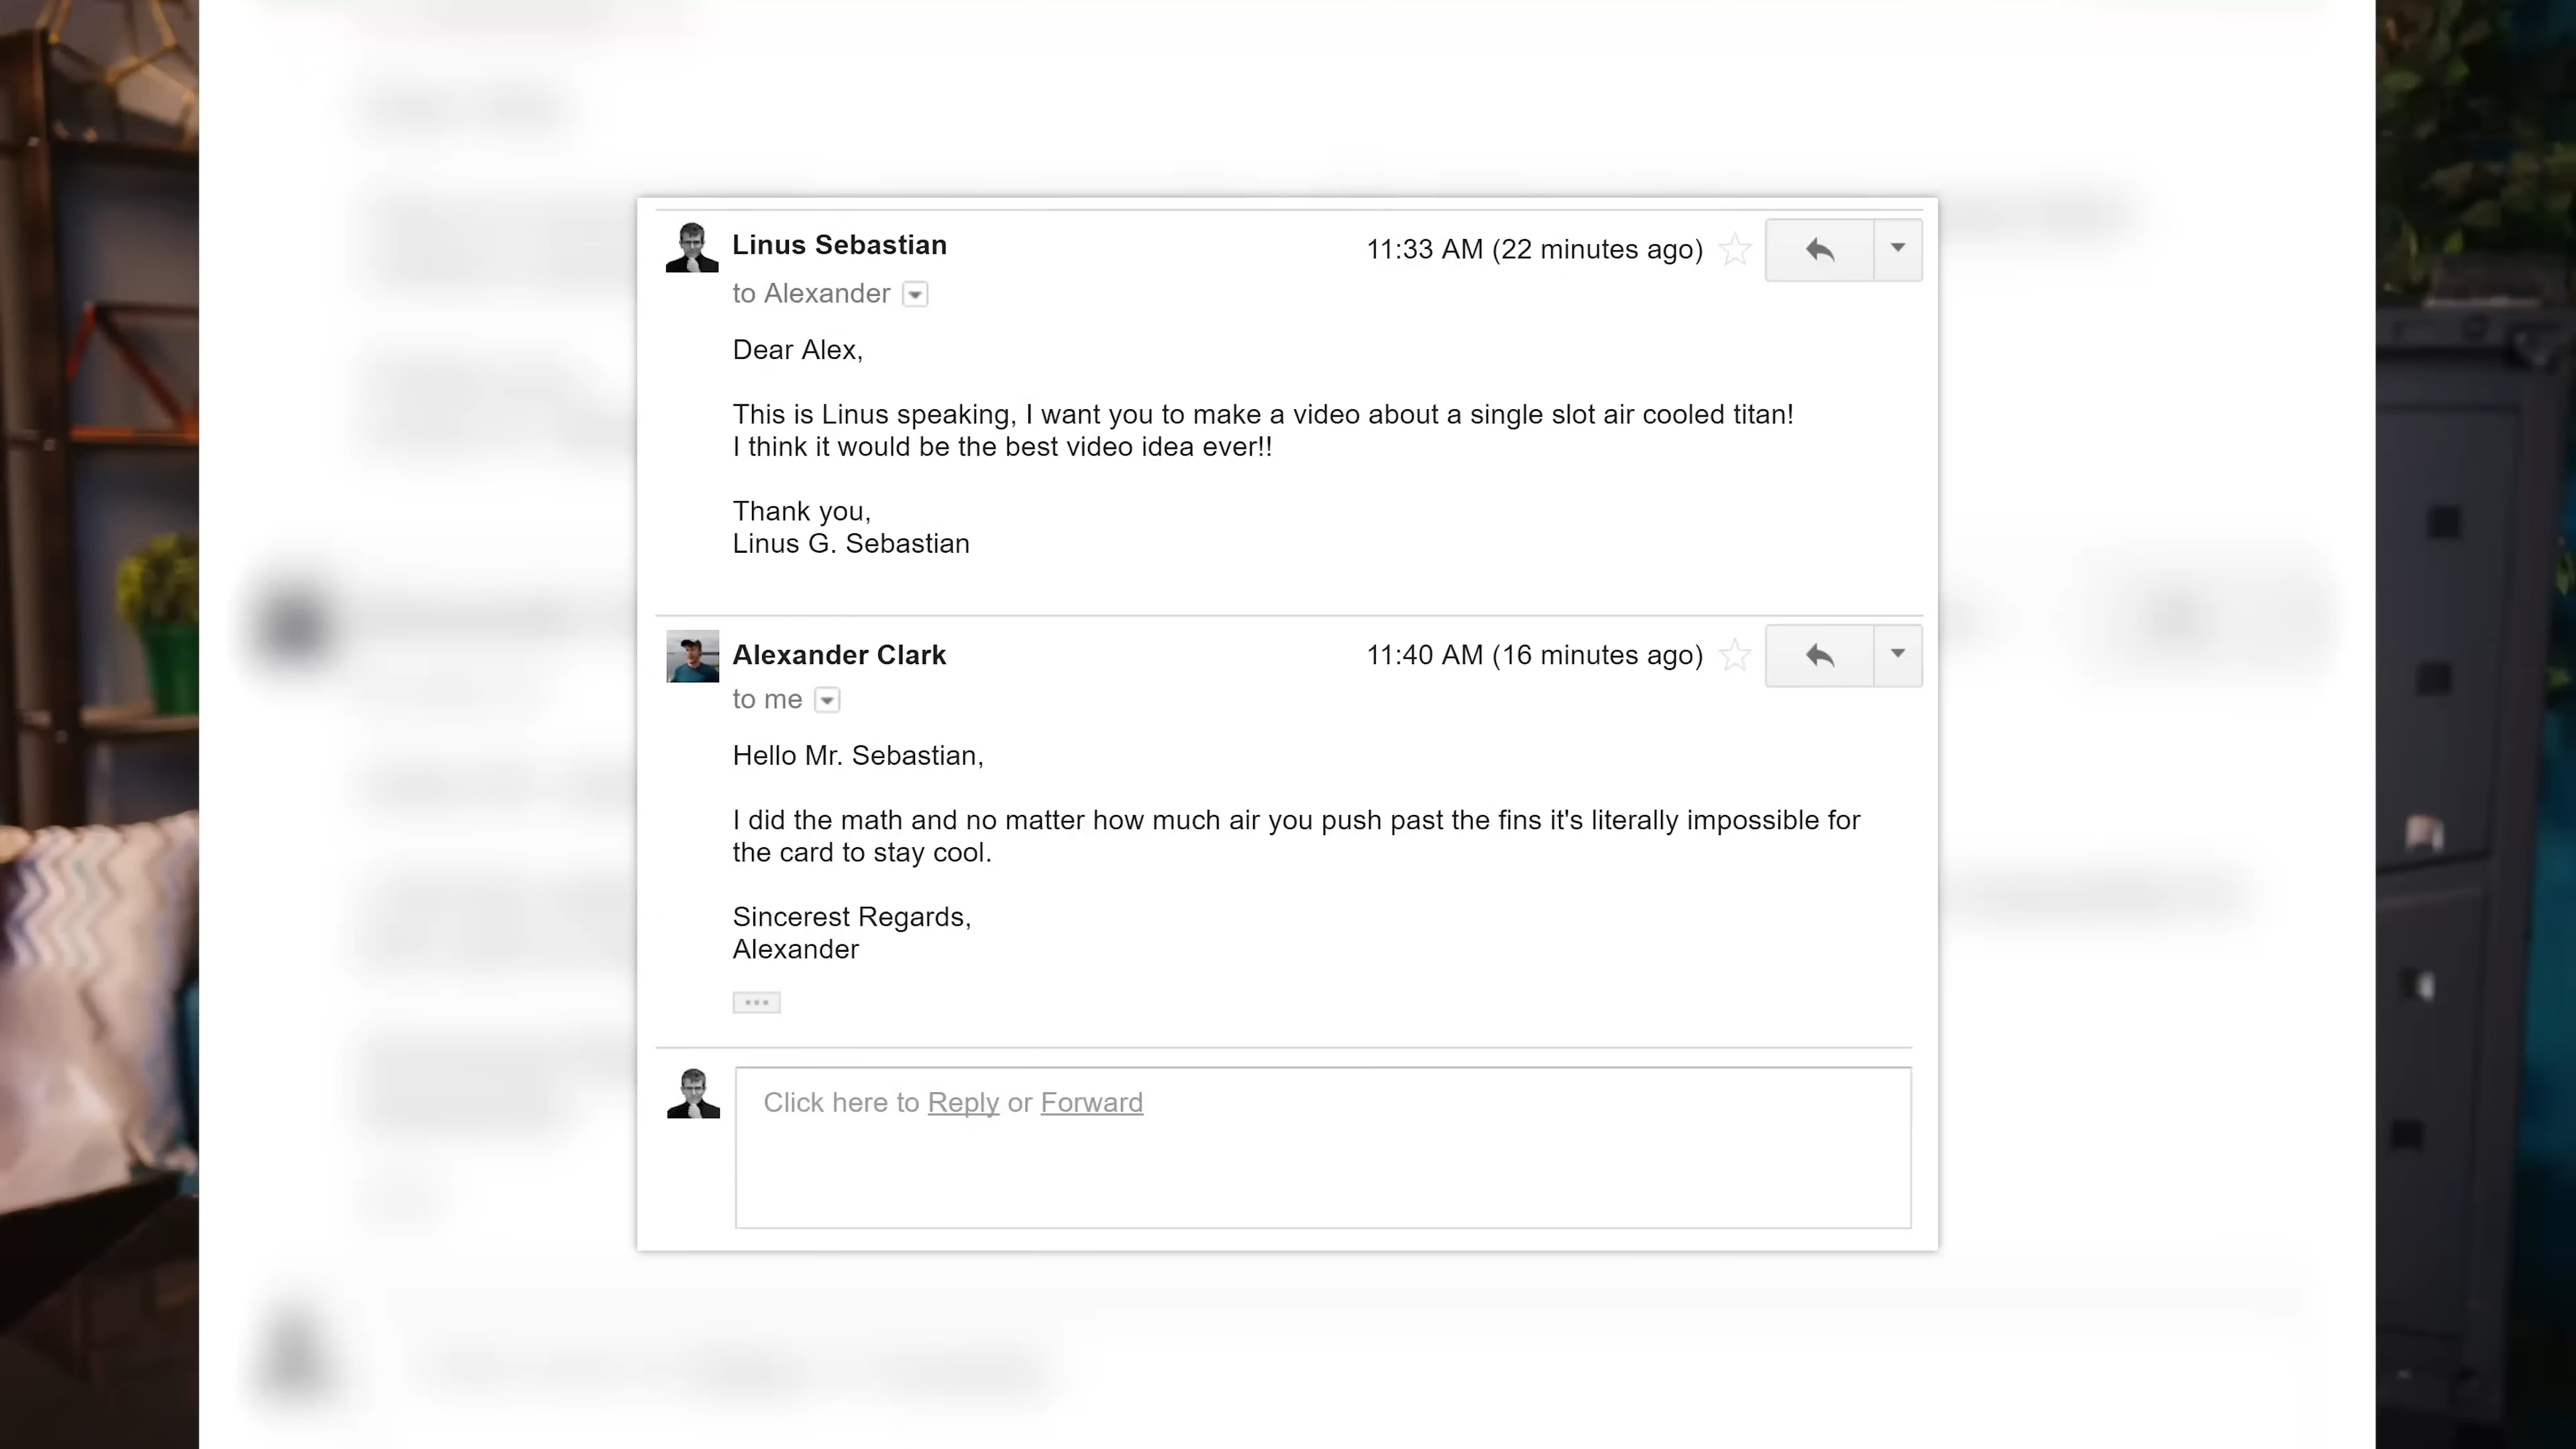 Linus Sebastian
11:33 AM (22 minutes ago)
to Alexander
Dear Alex,
This is Linus speaking, I want you to make a video about a single slot air cooled titan!
I think it would be the best video idea ever!!
Thank you,
Linus G. Sebastian
Alexander Clark
11:40 AM (16 minutes ago)
to me
Hello Mr. Sebastian,
I did the math and no matter how much air you push past the fins it's literally impossible for
the card to stay cool.
Sincerest Regards,
Alexander
Click here to Reply or Forward